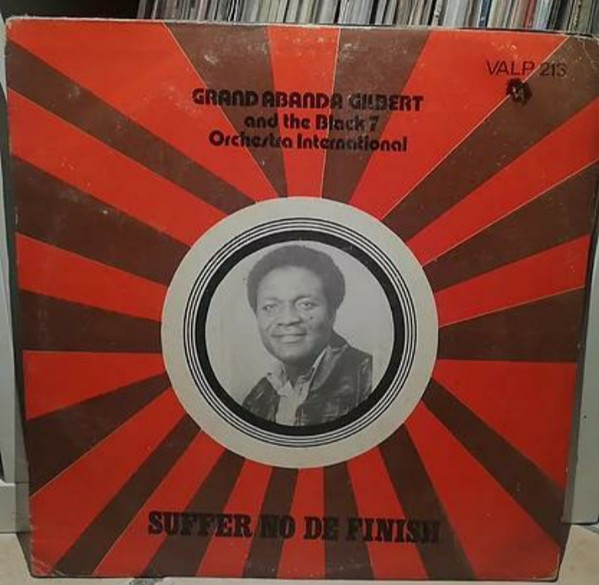 VALP 213
GRAND ABANDA GILBERT
and the Black 7
Orchestra International
SUFFER NO DE FINISH